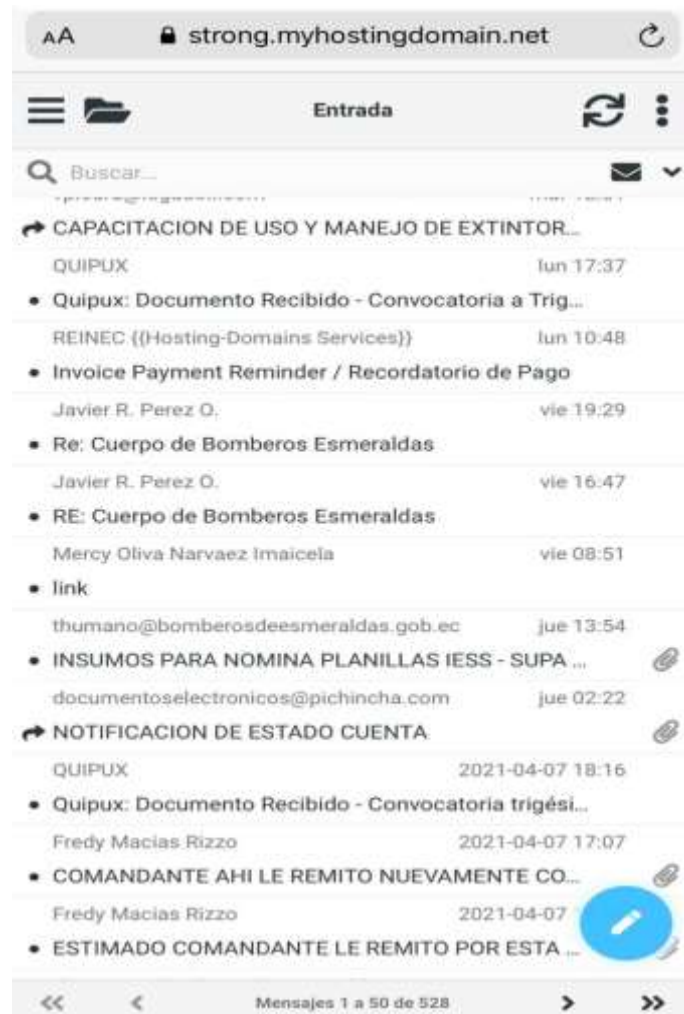 AA strong.myhostingdomain.net
Entrada
Buscar...
CAPACITACION DE USO Y MANEJO DE EXTINTOR...
QUIPUX lun 17:37
• Quipux: Documento Recibido - Convocatoria a Trig...
REINEC {{Hosting-Domains Services}} lun 10:48
• Invoice Payment Reminder / Recordatorio de Pago
Javier R. Perez O. vie 19:29
• Re: Cuerpo de Bomberos Esmeraldas
Javier R. Perez O. vie 16:47
• RE: Cuerpo de Bomberos Esmeraldas
Mercy Oliva Narvaez Imaicela vie 08:51
• link
thumano@bomberosdeesmeraldas.gob.ec jue 13:54
• INSUMOS PARA NOMINA PLANILLAS IESS - SUPA ...
documentoselectronicos@pichincha.com jue 02:22
NOTIFICACION DE ESTADO CUENTA
QUIPUX 2021-04-07 18:16
• Quipux: Documento Recibido - Convocatoria trigési...
Fredy Macias Rizzo 2021-04-07 17:07
• COMANDANTE AHI LE REMITO NUEVAMENTE CO...
Fredy Macias Rizzo 2021-04-07
• ESTIMADO COMANDANTE LE REMITO POR ESTA ...
<< < Mensajes 1 a 50 de 528 > >>